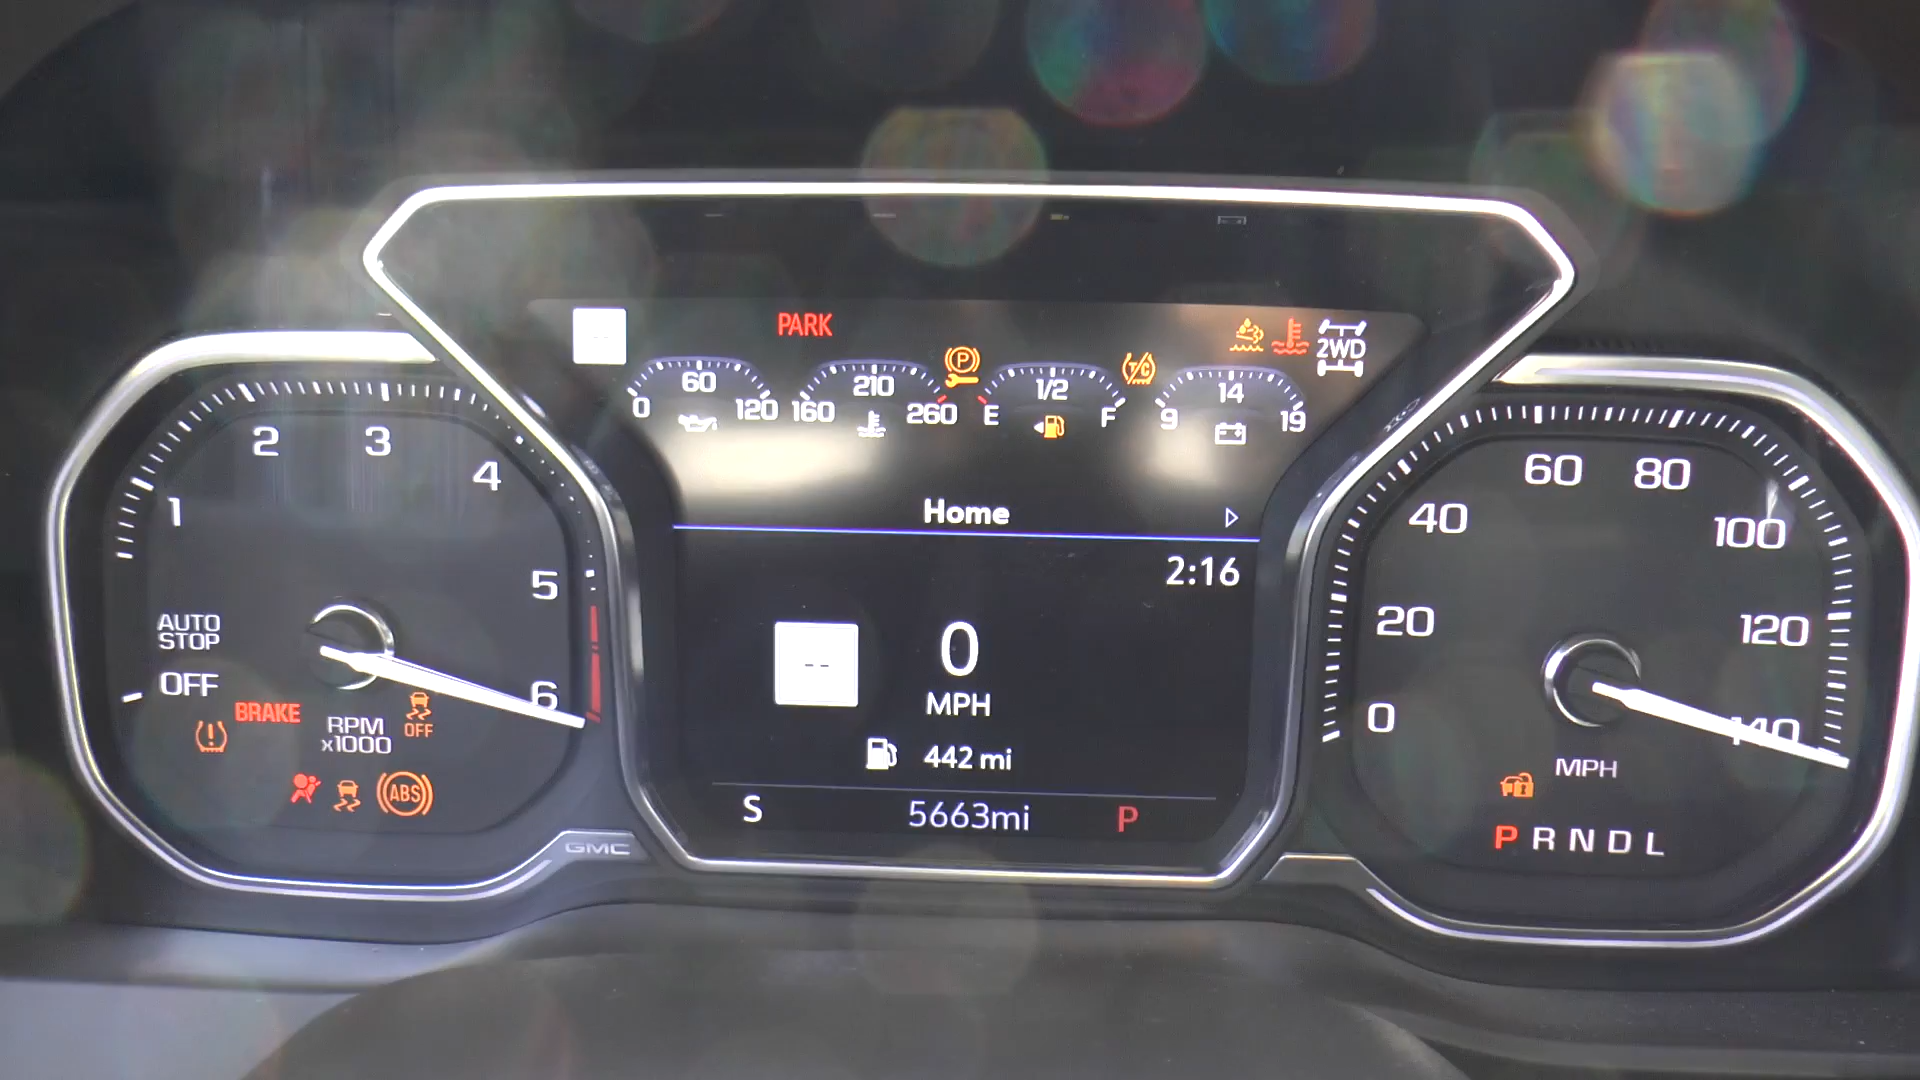 PARK
2WD
0 60 120
160 210 260
E 1/2 F
9 14 19
P
T/C
Home
2:16
--
0
MPH
442 mi
S 5663mi P
1 2 3 4 5 6
AUTO
STOP
OFF
BRAKE
RPM
x1000
OFF
ABS
GMC
0 20 40 60 80 100 120 140
MPH
P R N D L